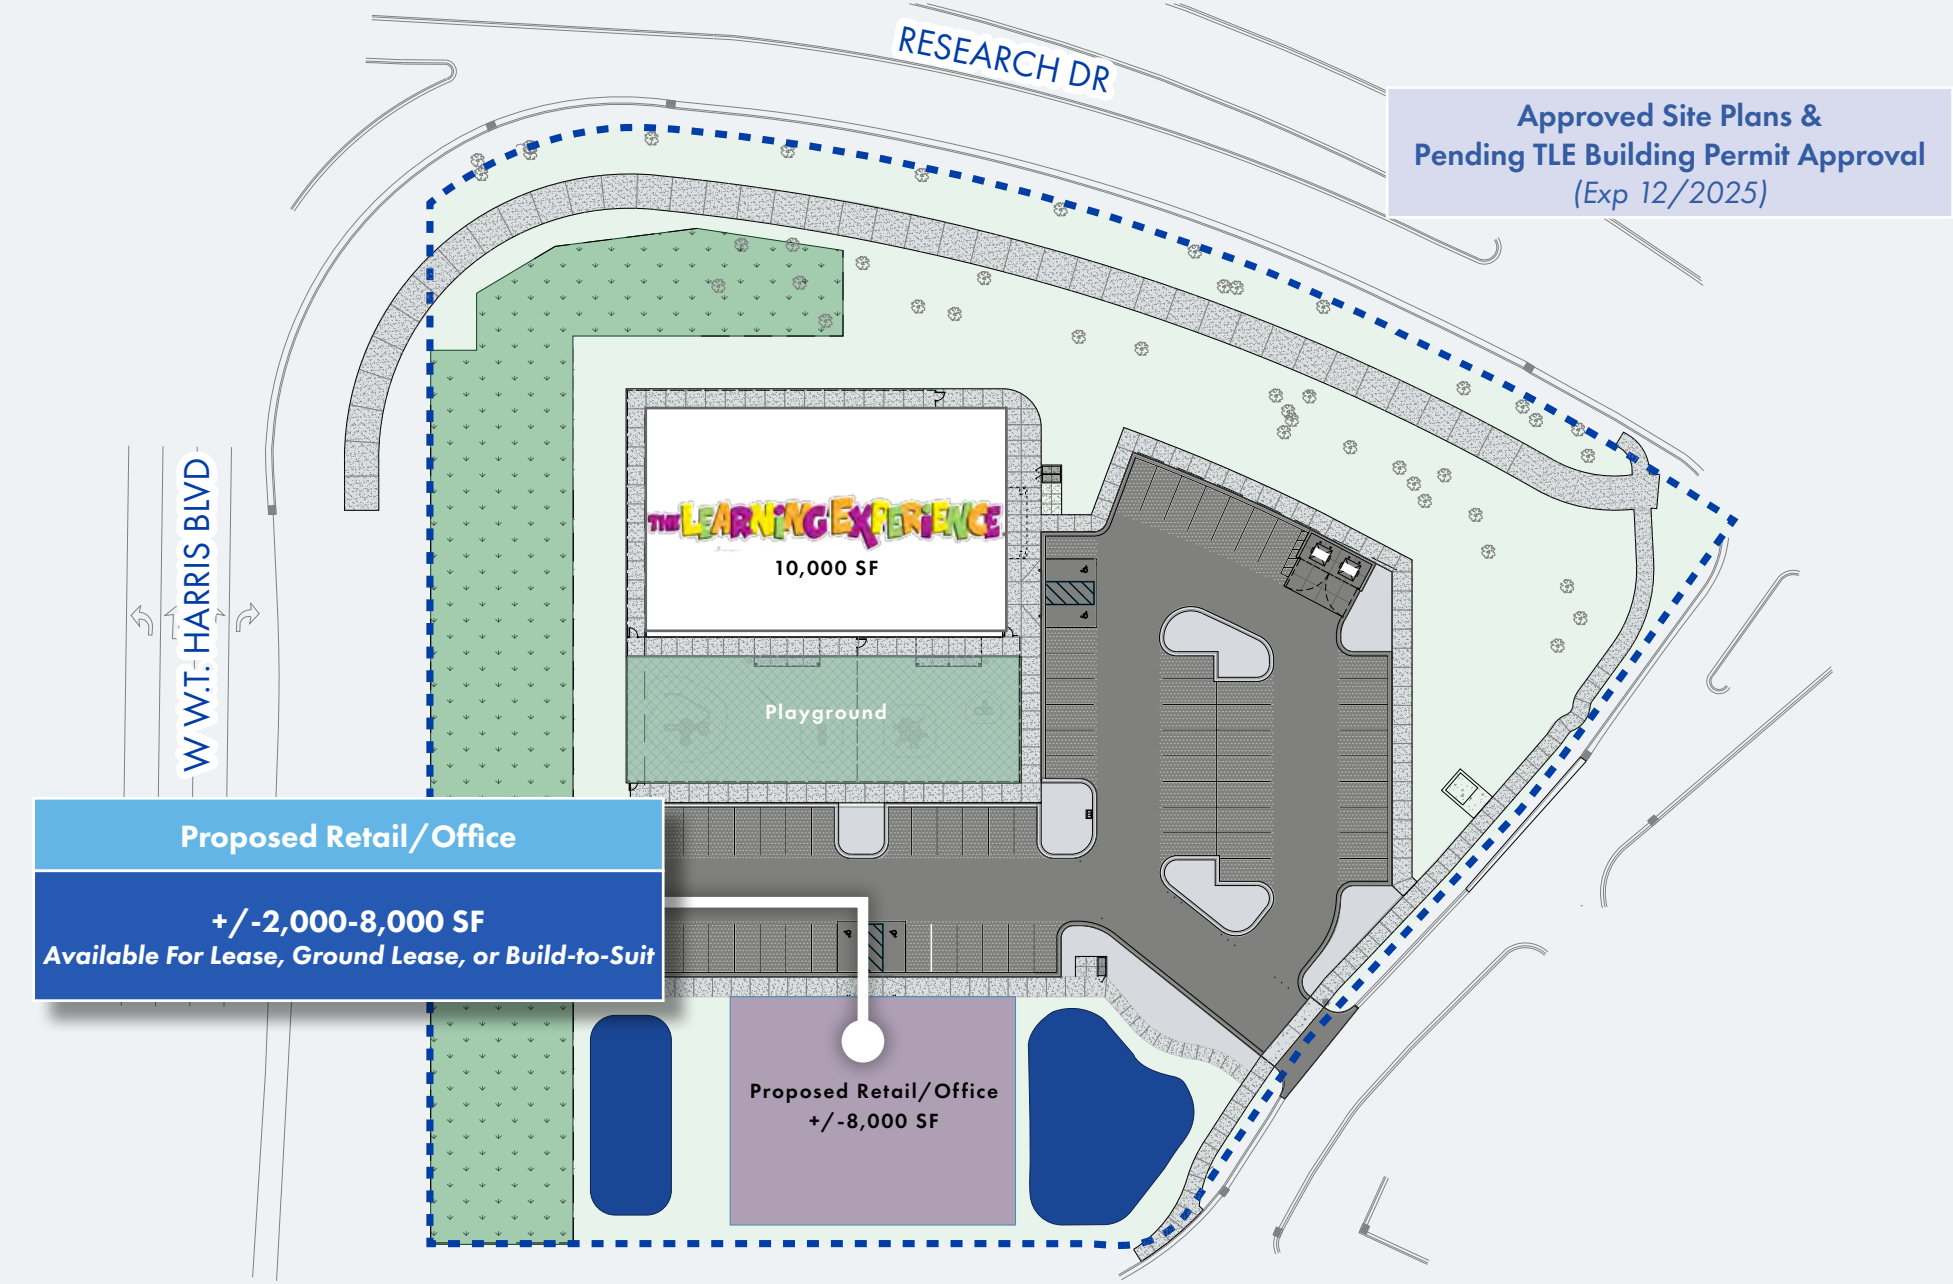 RESEARCH DR
Approved Site Plans &
Pending TLE Building Permit Approval
(Exp 12/2025)
W W.T. HARRIS BLVD
THE LEARNING EXPERIENCE
10,000 SF
Playground
Proposed Retail/Office
+/-2,000-8,000 SF
Available For Lease, Ground Lease, or Build-to-Suit
Proposed Retail/Office
+/-8,000 SF